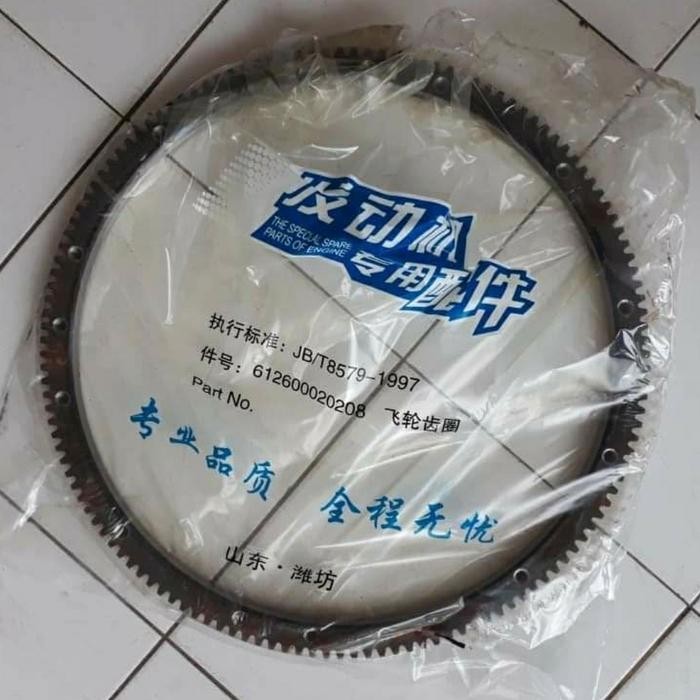 发动机
THE SPECIAL SPARE
PARTS OF ENGINE
专用配件
执行标准：JB/T8579-1997
件号：612600020208 飞轮齿圈
Part No.
专业品质 全程无忧
山东·潍坊